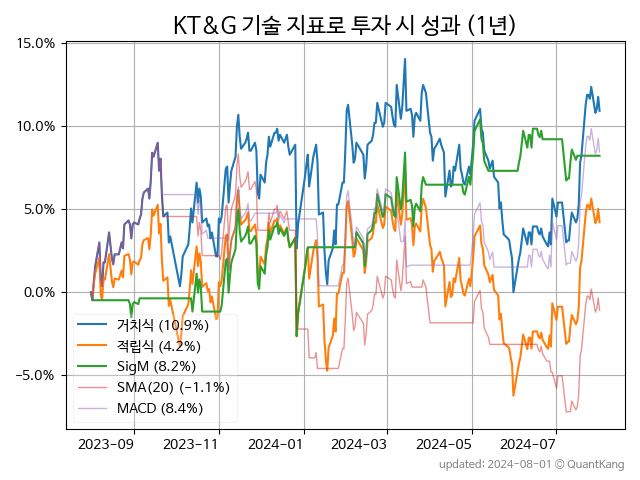 KT&G 기술 지표로 투자 시 성과 (1년)
15.0%
10.0%
5.0%
0.0%
−5.0%
거치식 (10.9%)
적립식 (4.2%)
SigM (8.2%)
SMA(20) (−1.1%)
MACD (8.4%)
2023-09 2023-11 2024-01 2024-03 2024-05 2024-07
updated: 2024-08-01 © QuantKang